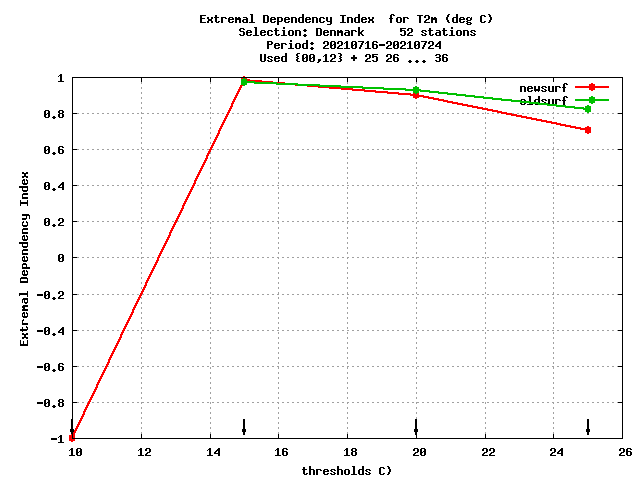 Extremal Dependency Index  for T2m (deg C)
Selection: Denmark     52 stations
Period: 20210716-20210724
Used {00,12} + 25 26 ... 36
newsurf
oldsurf
Extremal Dependency Index
1
0.8
0.6
0.4
0.2
0
-0.2
-0.4
-0.6
-0.8
-1
10 12 14 16 18 20 22 24 26
thresholds C)